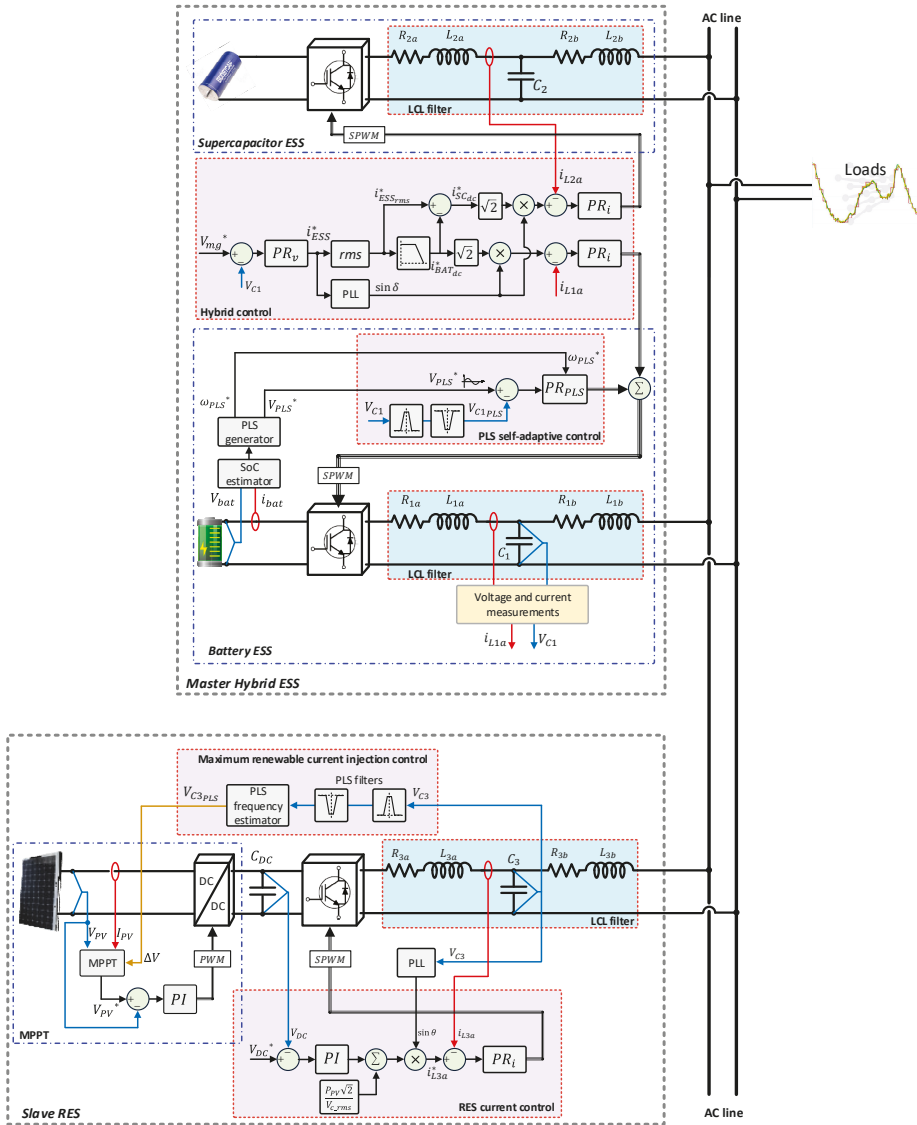 AC line
R2a
L2a
R2b
L2b
C2
LCL filter
SPWM
Supercapacitor ESS
iL2a
Loads
i*ESSrms
i*SCdc
√2
PRi
Vmg*
i*ESS
PRv
rms
i*BATdc
√2
PRi
VC1
PLL
sin δ
iL1a
Hybrid control
ωPLS*
VPLS*
PRPLS
Σ
ωPLS*
VPLS*
VC1
VC1PLS
PLS generator
PLS self-adaptive control
SoC estimator
SPWM
Vbat
ibat
R1a
L1a
R1b
L1b
C1
LCL filter
Voltage and current
measurements
iL1a
VC1
Battery ESS
Master Hybrid ESS
Maximum renewable current injection control
PLS filters
VC3PLS
PLS
frequency
estimator
VC3
CDC
R3a
L3a
C3
R3b
L3b
DC
DC
LCL filter
VPV
IPV
MPPT
ΔV
PWM
SPWM
PLL
VC3
VPV*
PI
MPPT
VDC
sin θ
iL3a
VDC*
PI
Σ
i*L3a
PRi
PPV√2
Vc_rms
RES current control
Slave RES
AC line